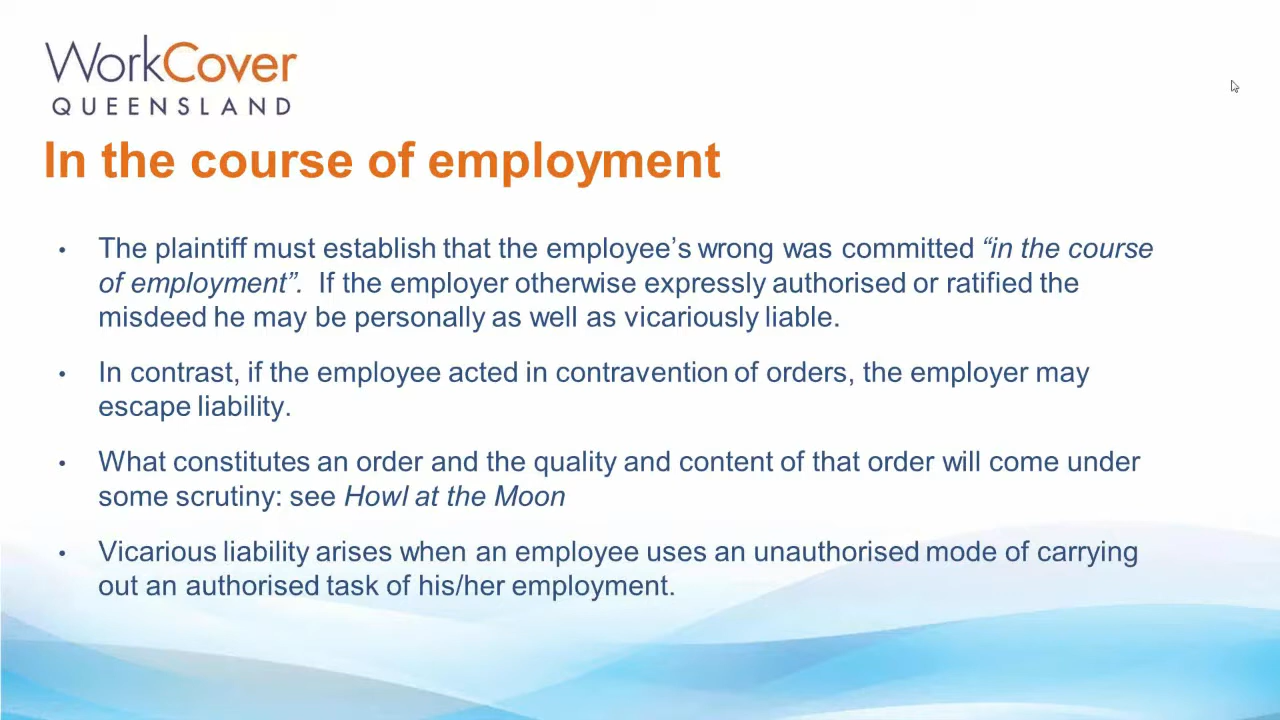 WorkCover
QUEENSLAND
In the course of employment
• The plaintiff must establish that the employee’s wrong was committed “in the course
of employment”. If the employer otherwise expressly authorised or ratified the
misdeed he may be personally as well as vicariously liable.
• In contrast, if the employee acted in contravention of orders, the employer may
escape liability.
• What constitutes an order and the quality and content of that order will come under
some scrutiny: see Howl at the Moon
• Vicarious liability arises when an employee uses an unauthorised mode of carrying
out an authorised task of his/her employment.